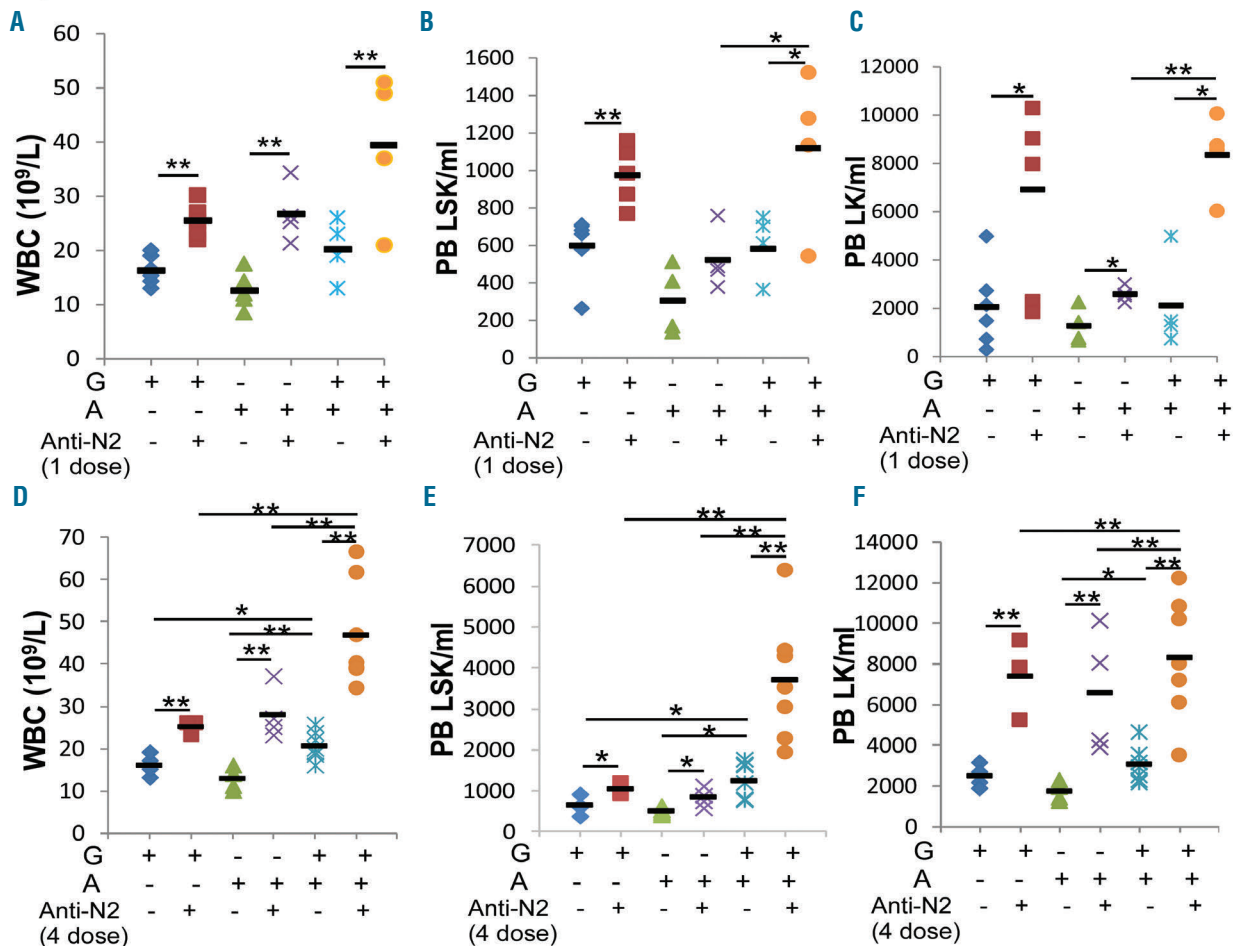 A
WBC (10⁹/L)
60
50
40
30
20
10
0
** ** **
G + + - - + +
A - - + + + +
Anti-N2 - + - + - +
(1 dose)
B
PB LSK/ml
1600
1400
1200
1000
800
600
400
200
0
** * *
G + + - - + +
A - - + + + +
Anti-N2 - + - + - +
(1 dose)
C
PB LK/ml
12000
10000
8000
6000
4000
2000
0
* * ** *
G + + - - + +
A - - + + + +
Anti-N2 - + - + - +
(1 dose)
D
WBC (10⁹/L)
70
60
50
40
30
20
10
0
** ** ** * ** ** **
G + + - - + +
A - - + + + +
Anti-N2 - + - + - +
(4 dose)
E
PB LSK/ml
7000
6000
5000
4000
3000
2000
1000
0
** ** ** * * * *
G + + - - + +
A - - + + + +
Anti-N2 - + - + - +
(4 dose)
F
PB LK/ml
14000
12000
10000
8000
6000
4000
2000
0
** ** ** * ** **
G + + - - + +
A - - + + + +
Anti-N2 - + - + - +
(4 dose)